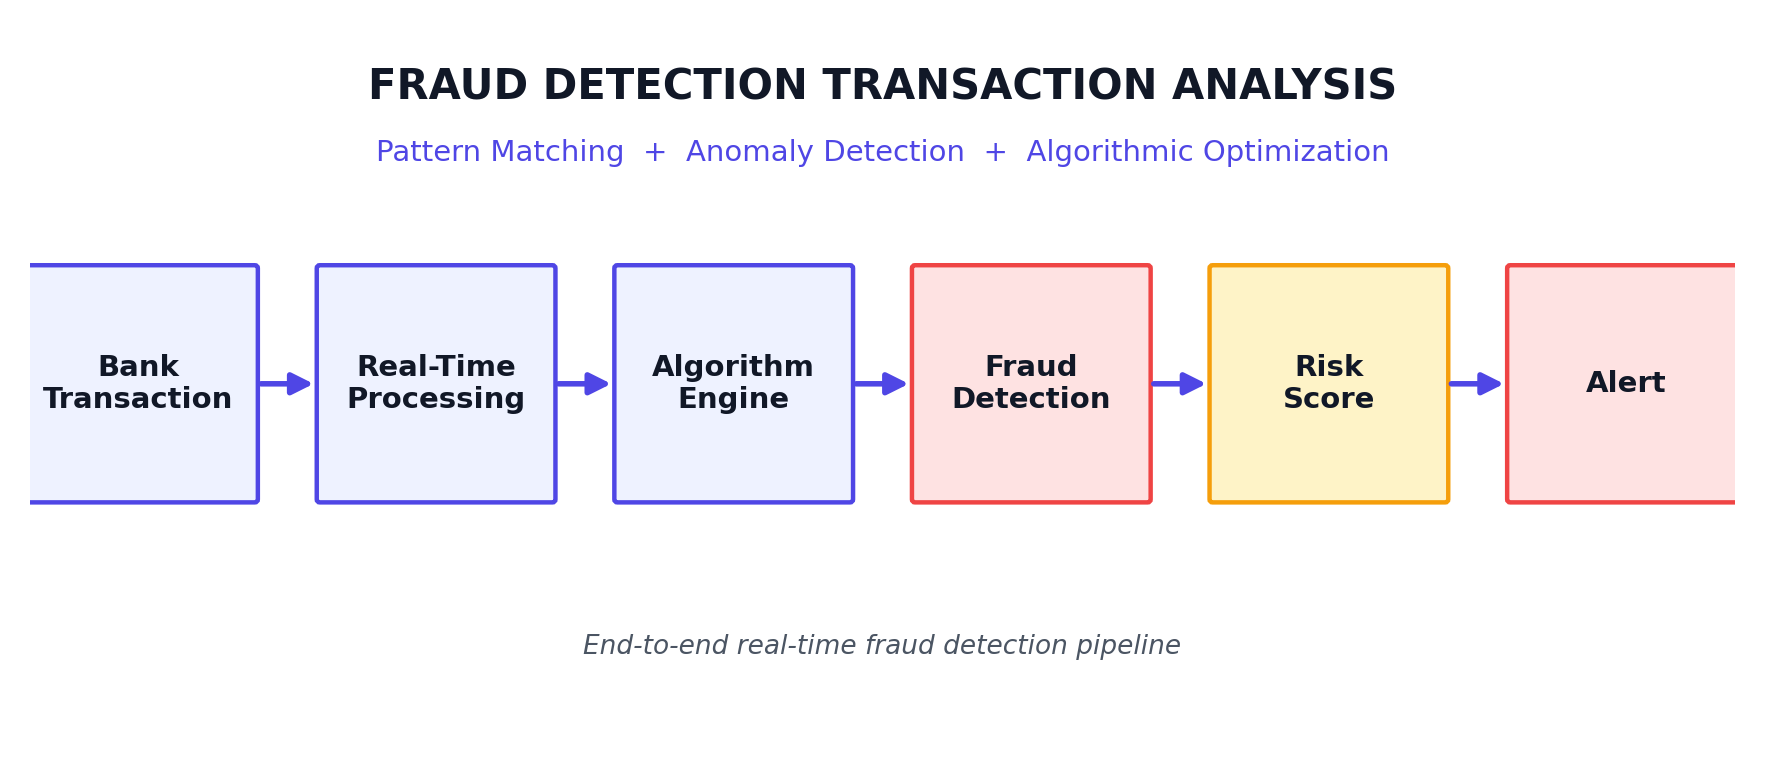 FRAUD DETECTION TRANSACTION ANALYSIS
Pattern Matching + Anomaly Detection + Algorithmic Optimization
Bank
Transaction
Real-Time
Processing
Algorithm
Engine
Fraud
Detection
Risk
Score
Alert
End-to-end real-time fraud detection pipeline